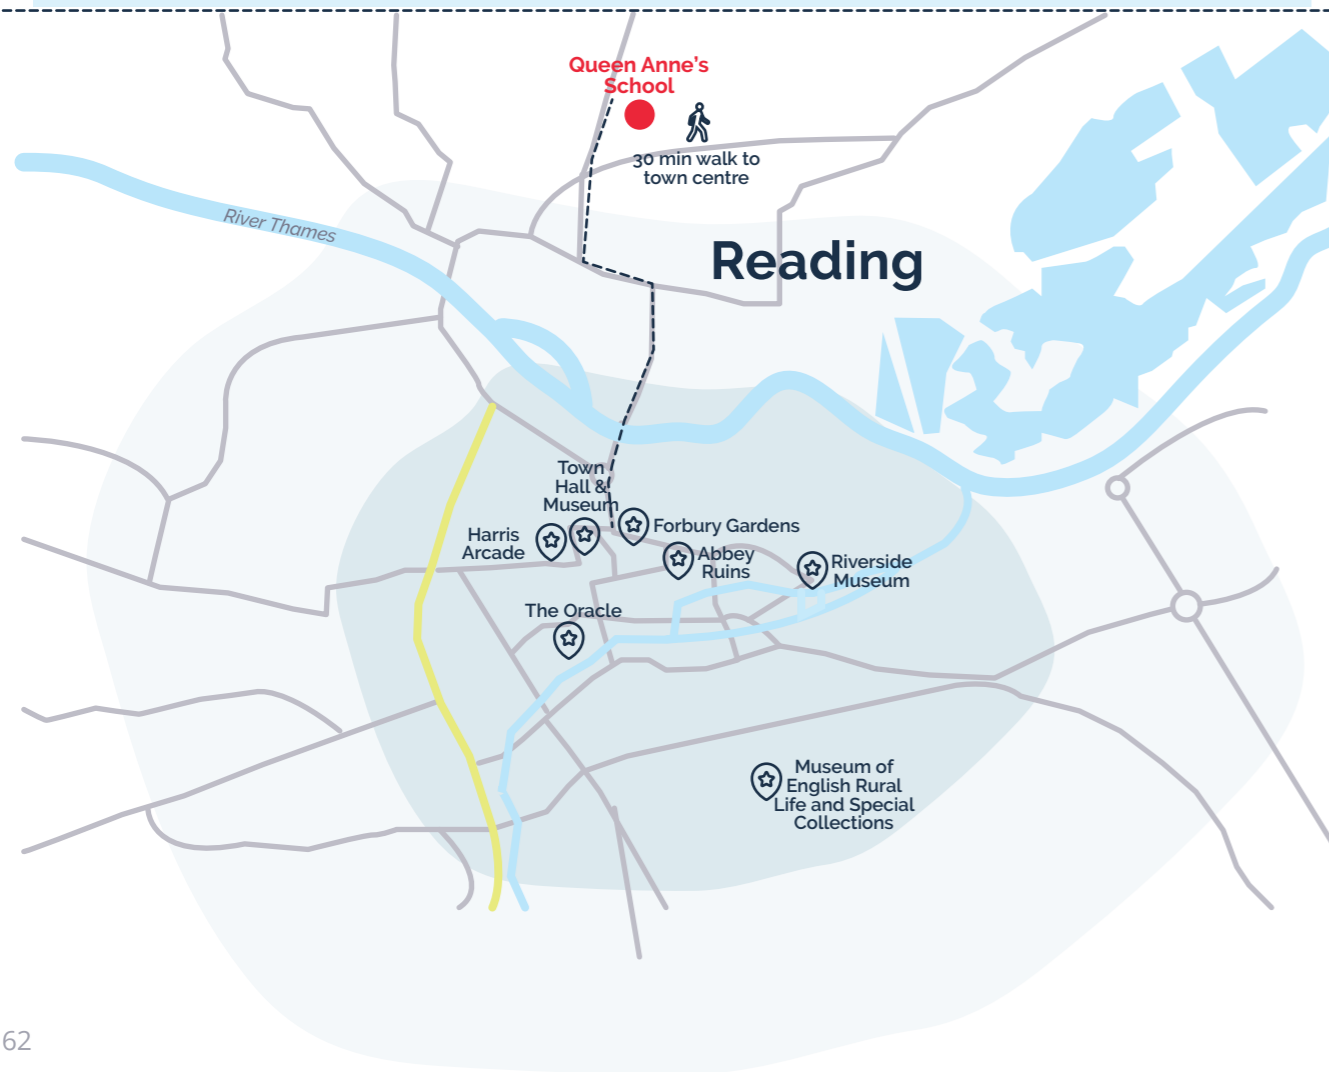 Queen Anne’s
School
30 min walk to
town centre
River Thames
Reading
Town
Hall &
Museum
Harris
Arcade
Forbury Gardens
Abbey
Ruins
Riverside
Museum
The Oracle
Museum of
English Rural
Life and Special
Collections
62